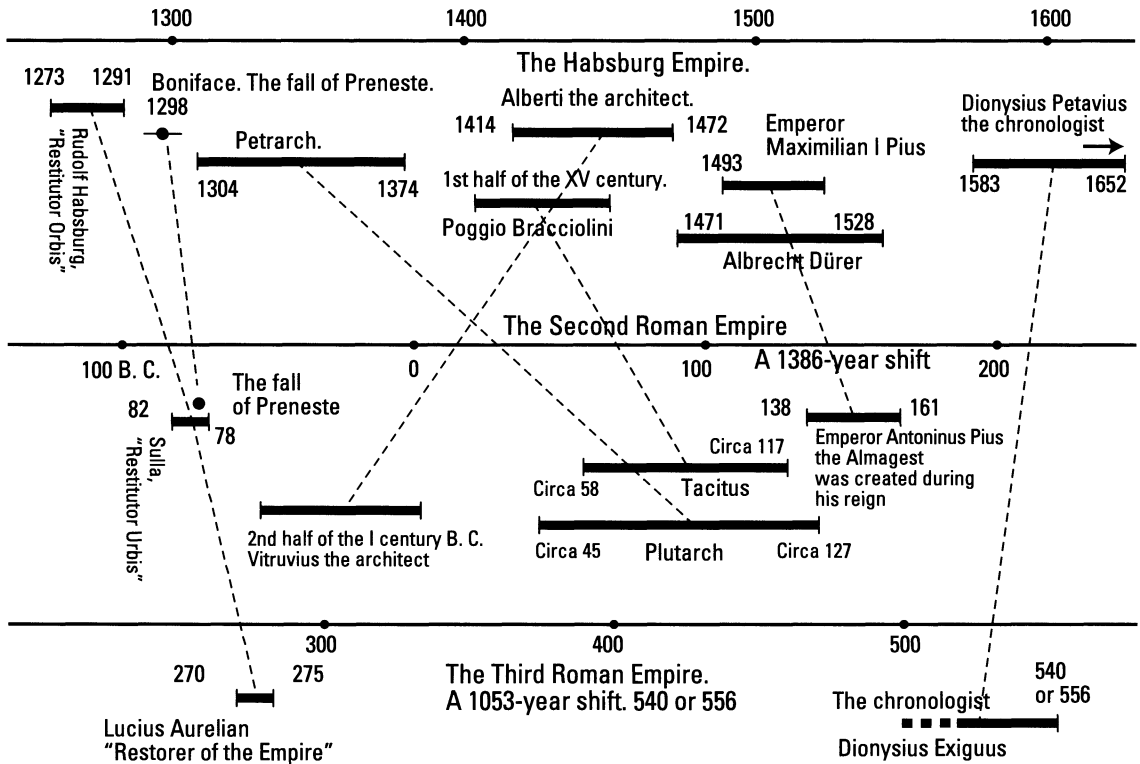 1300
1400
1500
1600
The Habsburg Empire.
1273
1291
Boniface. The fall of Preneste.
1298
Rudolf Habsburg,
“Restitutor Orbis”
Petrarch.
1304
1374
Alberti the architect.
1414
1472
1st half of the XV century.
Poggio Bracciolini
Emperor
Maximilian I Pius
1493
1471
1528
Albrecht Dürer
Dionysius Petavius
the chronologist
1583
1652
The Second Roman Empire
A 1386-year shift
100 B. C.
0
100
200
82
78
The fall
of Preneste
Sulla,
“Restitutor Urbis”
2nd half of the I century B. C.
Vitruvius the architect
Circa 117
Circa 58
Tacitus
Circa 45
Plutarch
Circa 127
138
161
Emperor Antoninus Pius
the Almagest
was created during
his reign
300
400
500
270
275
The Third Roman Empire.
A 1053-year shift. 540 or 556
Lucius Aurelian
“Restorer of the Empire”
540
or 556
The chronologist
Dionysius Exiguus